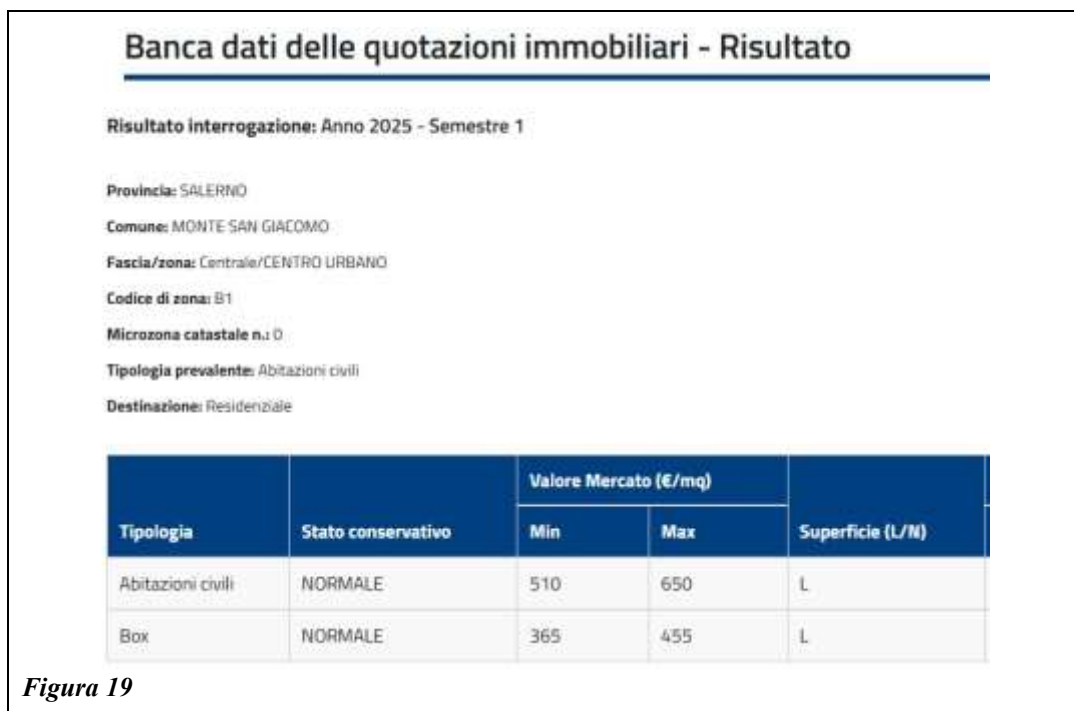 Banca dati delle quotazioni immobiliari - Risultato
Risultato interrogazione: Anno 2025 - Semestre 1
Provincia: SALERNO
Comune: MONTE SAN GIACOMO
Fascia/zona: Centrale/CENTRO URBANO
Codice di zona: B1
Microzona catastale n.: 0
Tipologia prevalente: Abitazioni civili
Destinazione: Residenziale
Valore Mercato (€/mq)
Tipologia Stato conservativo Min Max Superficie (L/N)
Abitazioni civili NORMALE 510 650 L
Box NORMALE 365 455 L
Figura 19